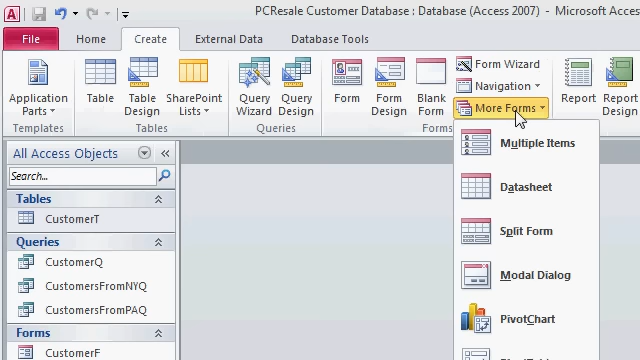 PCResale Customer Database : Database (Access 2007) - Microsoft Access
File Home Create External Data Database Tools
Application Parts
Table
Table Design
SharePoint Lists
Query Wizard
Query Design
Form
Form Design
Blank Form
Form Wizard
Navigation
More Forms
Report
Report Design
Templates Tables Queries Forms
All Access Objects
Search...
Tables
CustomerT
Queries
CustomerQ
CustomersFromNYQ
CustomersFromPAQ
Forms
CustomerF
Multiple Items
Datasheet
Split Form
Modal Dialog
PivotChart